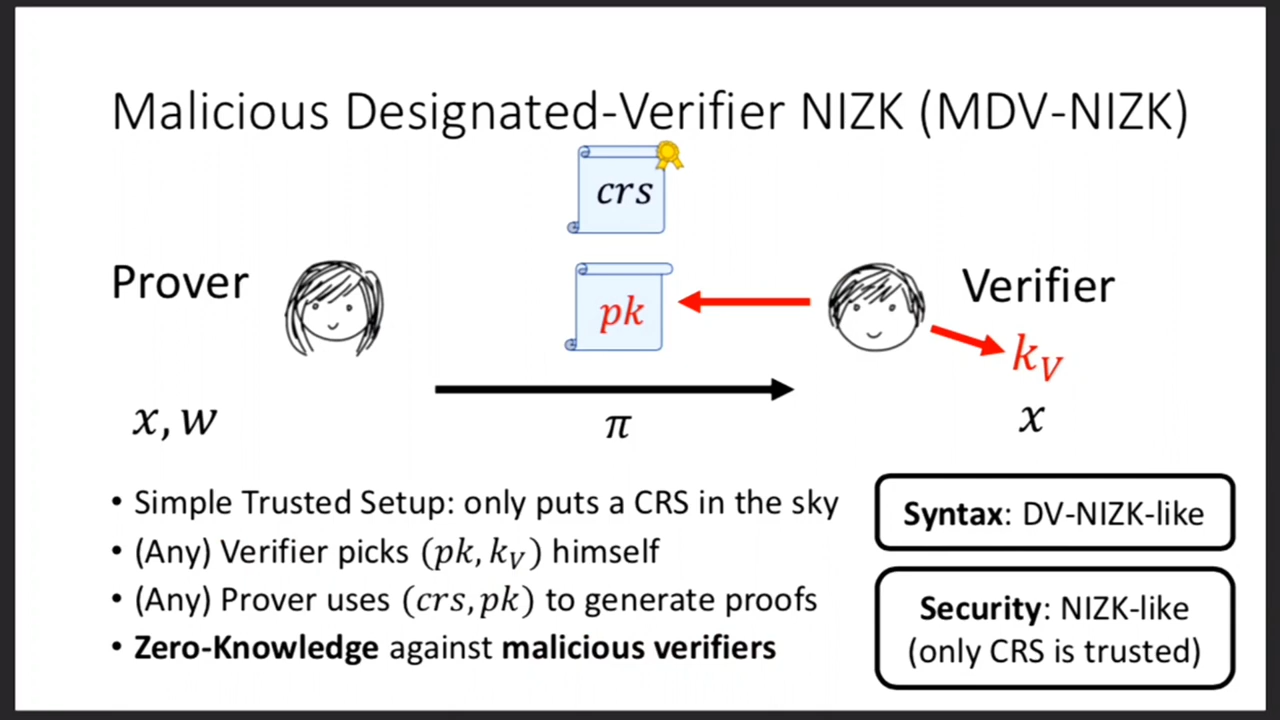 Malicious Designated-Verifier NIZK (MDV-NIZK)
crs
Prover
Verifier
pk
k_V
x, w
π
x
• Simple Trusted Setup: only puts a CRS in the sky
• (Any) Verifier picks (pk, k_V) himself
• (Any) Prover uses (crs, pk) to generate proofs
• Zero-Knowledge against malicious verifiers
Syntax: DV-NIZK-like
Security: NIZK-like
(only CRS is trusted)